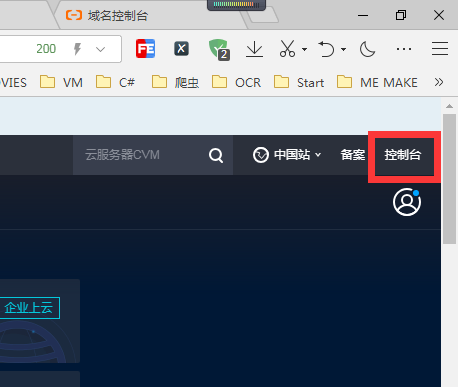 域名控制台
200
FE
X
2
VIES
VM
C#
爬虫
OCR
Start
ME MAKE
云服务器CVM
中国站
备案
控制台
企业上云